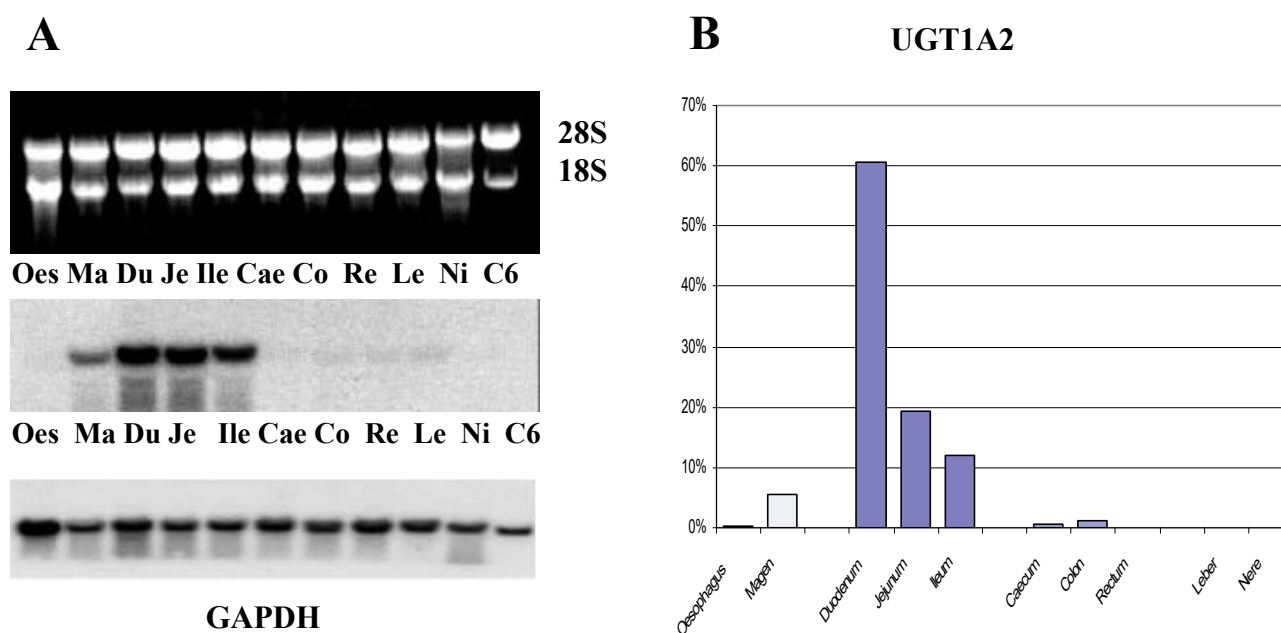 A
28S
18S
Oes Ma Du Je Ile Cae Co Re Le Ni C6
Oes Ma Du Je Ile Cae Co Re Le Ni C6
GAPDH
B
UGT1A2
70%
60%
50%
40%
30%
20%
10%
0%
Oesophagus
Magen
Duodenum
Jejunum
Ileum
Caecum
Colon
Rectum
Leber
Niere